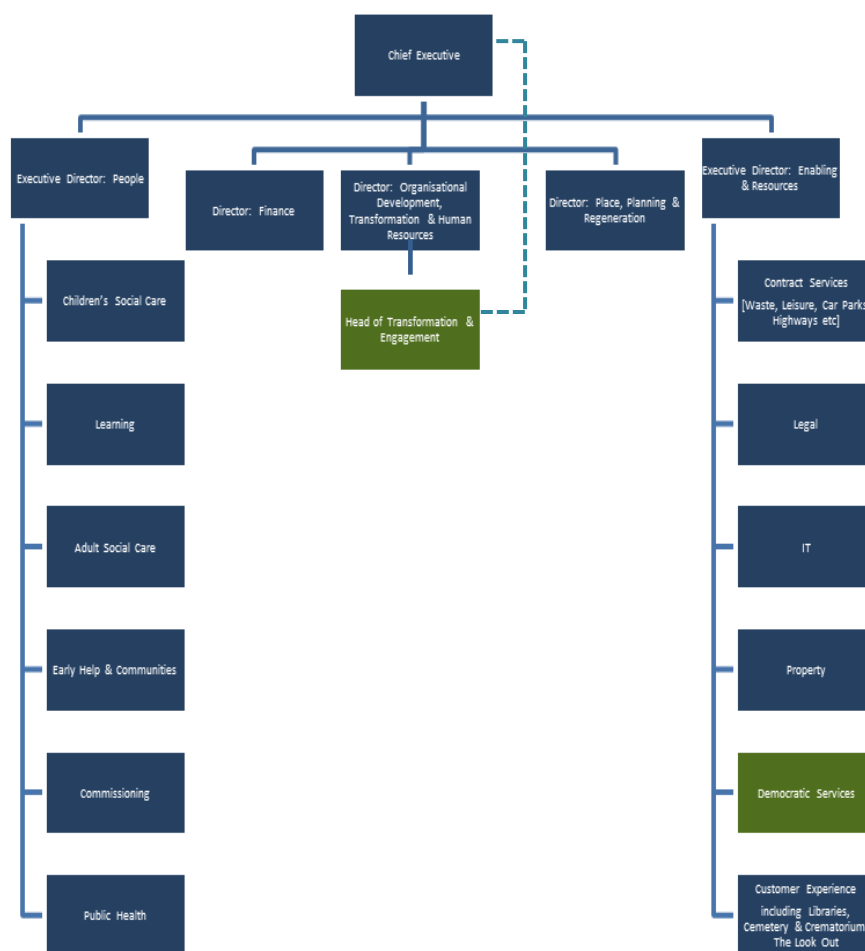 Chief Executive
Executive Director: People
Director: Finance
Director: Organisational
Development,
Transformation & Human
Resources
Director: Place, Planning &
Regeneration
Executive Director: Enabling
& Resources
Head of Transformation &
Engagement
Children's Social Care
Learning
Adult Social Care
Early Help & Communities
Commissioning
Public Health
Contract Services
[Waste, Leisure, Car Parks
Highways etc]
Legal
IT
Property
Democratic Services
Customer Experience
including Libraries,
Cemetery & Crematorium
The Look Out